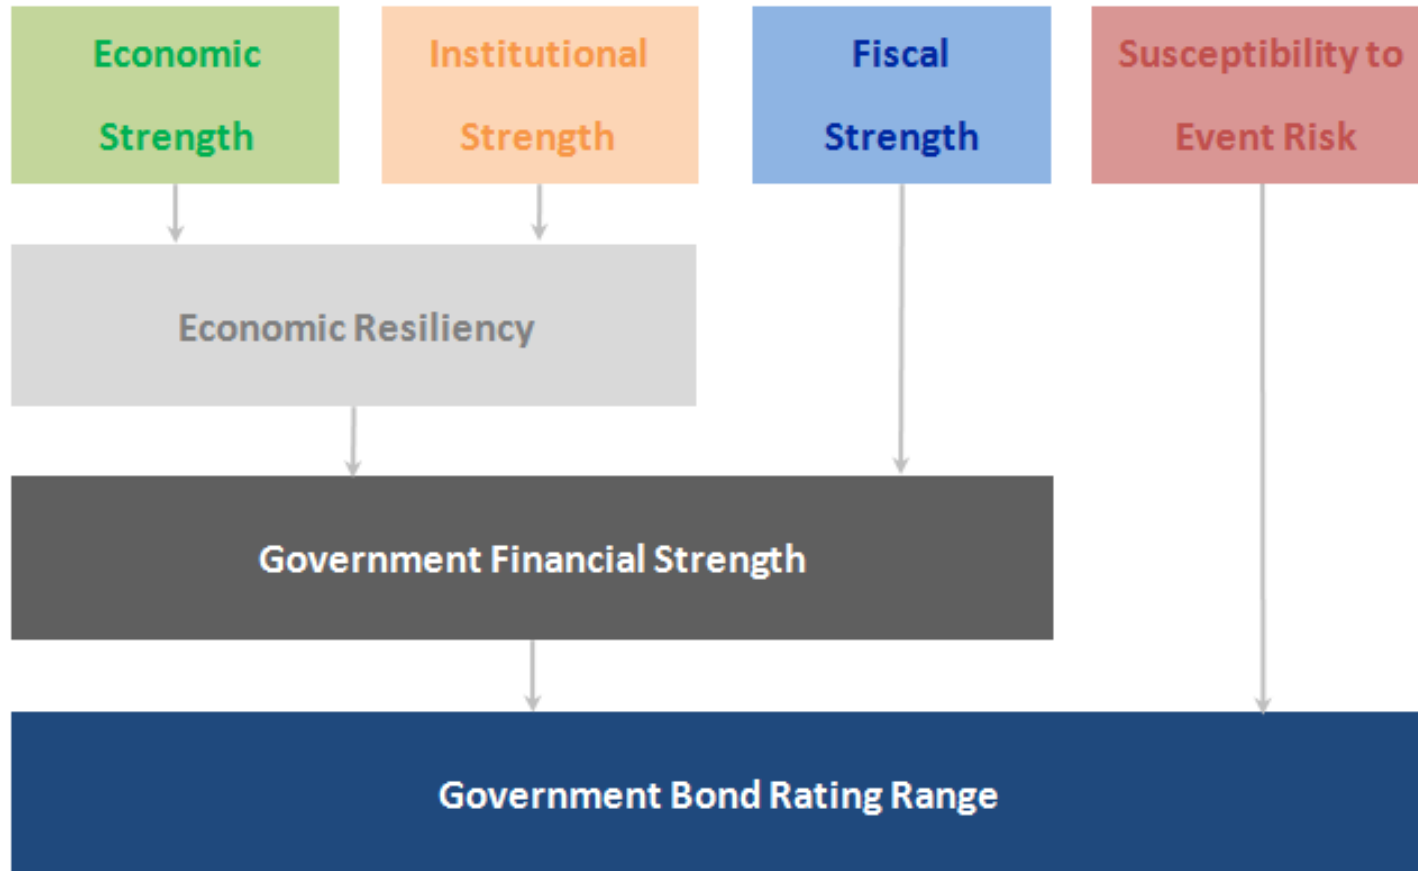 Economic
Strength
Institutional
Strength
Fiscal
Strength
Susceptibility to
Event Risk
Economic Resiliency
Government Financial Strength
Government Bond Rating Range